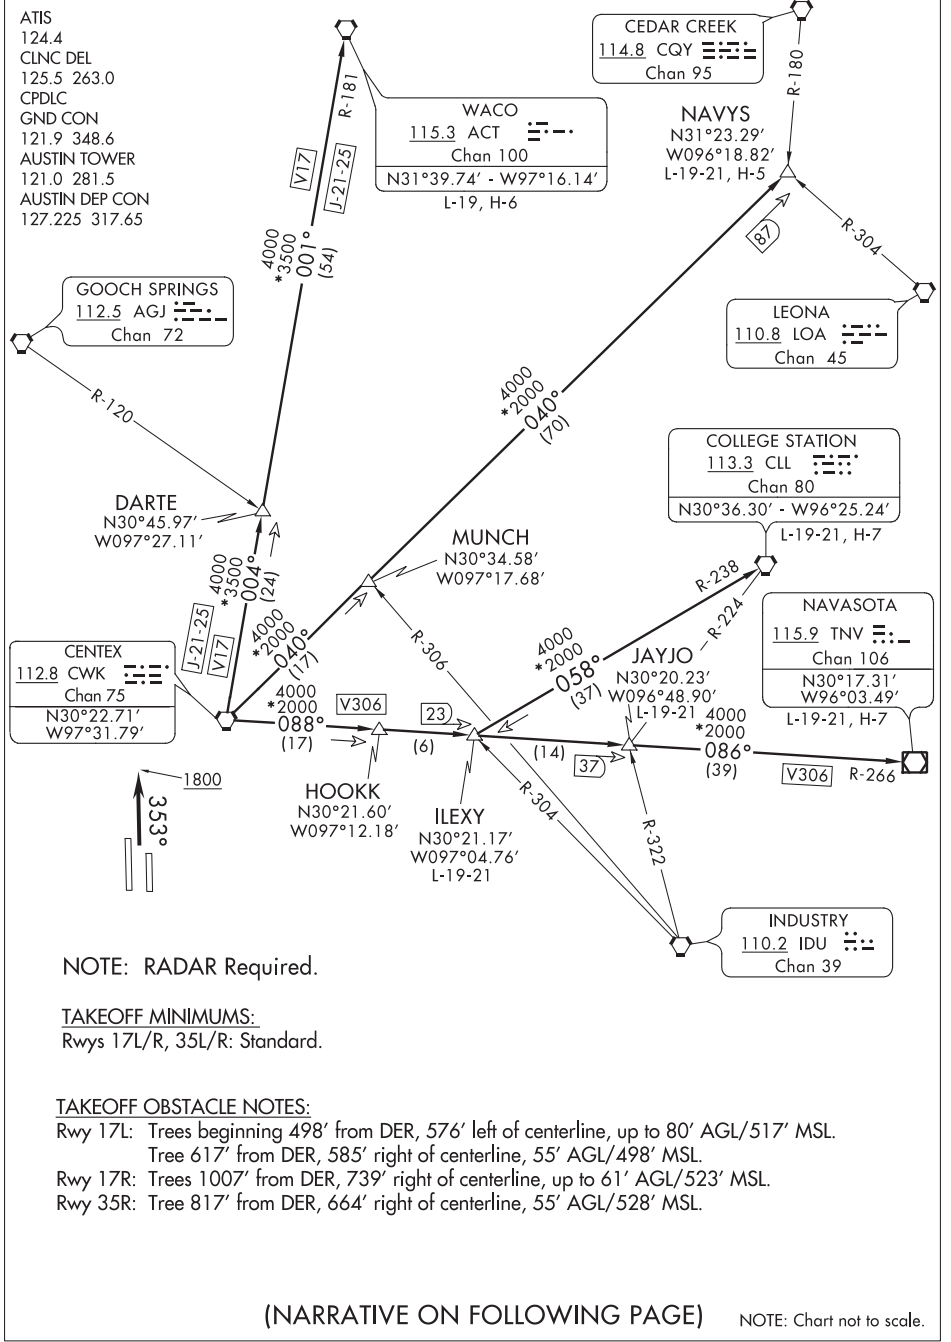 ATIS
124.4
CLNC DEL
125.5 263.0
CPDLC
GND CON
121.9 348.6
AUSTIN TOWER
121.0 281.5
AUSTIN DEP CON
127.225 317.65
R-181
V17
J-21-25
4000
*3500
001°
(54)
WACO
115.3 ACT
Chan 100
N31°39.74' - W97°16.14'
L-19, H-6
CEDAR CREEK
114.8 CQY
Chan 95
R-180
NAVYS
N31°23.29'
W096°18.82'
L-19-21, H-5
87
R-304
LEONA
110.8 LOA
Chan 45
GOOCH SPRINGS
112.5 AGJ
Chan 72
R-120
4000
*2000
040°
(70)
COLLEGE STATION
113.3 CLL
Chan 80
N30°36.30' - W96°25.24'
L-19-21, H-7
DARTE
N30°45.97'
W097°27.11'
MUNCH
N30°34.58'
W097°17.68'
4000
*3500
004°
(24)
J-21-25
V17
R-238
R-224
NAVASOTA
115.9 TNV
Chan 106
N30°17.31'
W96°03.49'
L-19-21, H-7
CENTEX
112.8 CWK
Chan 75
N30°22.71'
W97°31.79'
4000
*2000
040°
(17)
R-306
4000
*2000
058°
(37)
JAYJO
N30°20.23'
W096°48.90'
L-19-21
4000
*2000
088°
(17)
V306
23
(6)
(14)
37
4000
*2000
086°
(39)
V306
R-266
HOOKK
N30°21.60'
W097°12.18'
ILEXY
N30°21.17'
W097°04.76'
L-19-21
R-304
R-322
1800
353°
INDUSTRY
110.2 IDU
Chan 39
NOTE: RADAR Required.
TAKEOFF MINIMUMS:
Rwys 17L/R, 35L/R: Standard.
TAKEOFF OBSTACLE NOTES:
Rwy 17L: Trees beginning 498' from DER, 576' left of centerline, up to 80' AGL/517' MSL.
Tree 617' from DER, 585' right of centerline, 55' AGL/498' MSL.
Rwy 17R: Trees 1007' from DER, 739' right of centerline, up to 61' AGL/523' MSL.
Rwy 35R: Tree 817' from DER, 664' right of centerline, 55' AGL/528' MSL.
(NARRATIVE ON FOLLOWING PAGE)
NOTE: Chart not to scale.